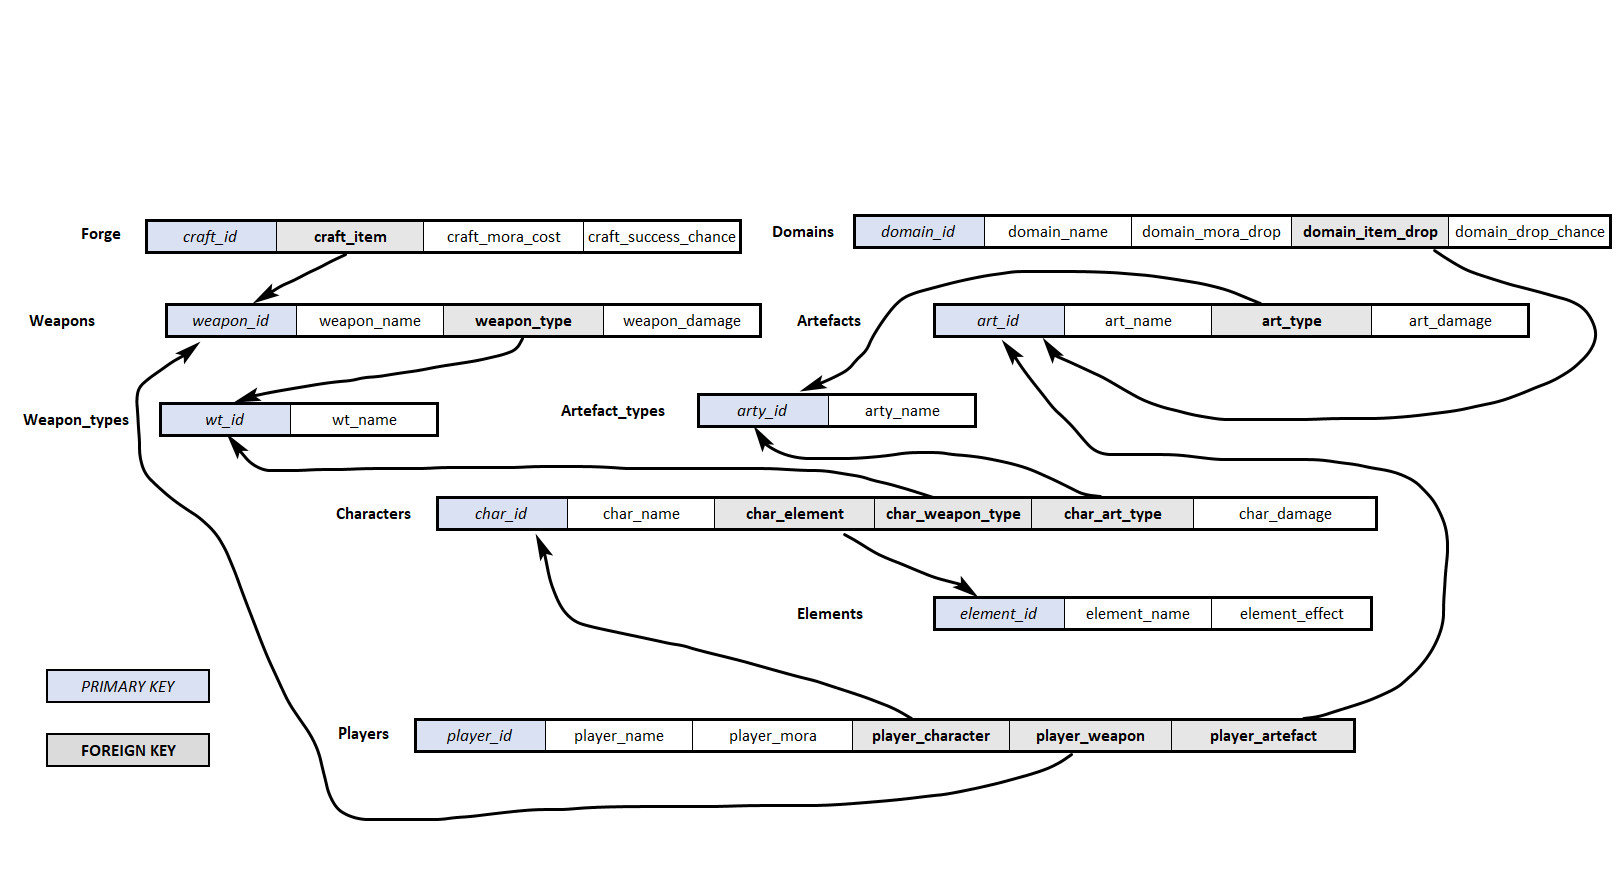 Forge craft_id craft_item craft_mora_cost craft_success_chance
Domains domain_id domain_name domain_mora_drop domain_item_drop domain_drop_chance
Weapons weapon_id weapon_name weapon_type weapon_damage
Artefacts art_id art_name art_type art_damage
Weapon_types wt_id wt_name
Artefact_types arty_id arty_name
Characters char_id char_name char_element char_weapon_type char_art_type char_damage
Elements element_id element_name element_effect
PRIMARY KEY
FOREIGN KEY
Players player_id player_name player_mora player_character player_weapon player_artefact